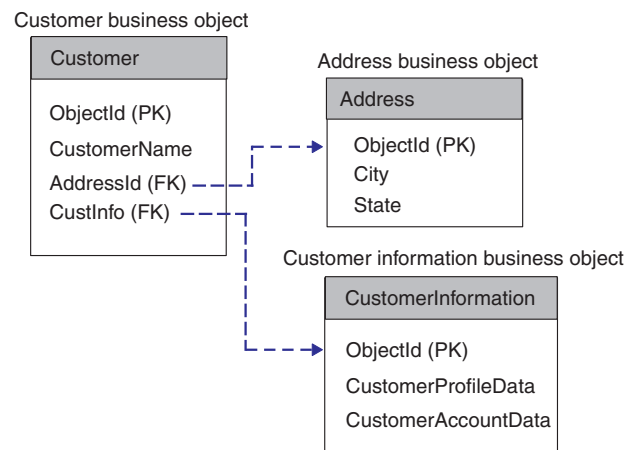 Customer business object
Customer
ObjectId (PK)
CustomerName
AddressId (FK)
CustInfo (FK)
Address business object
Address
ObjectId (PK)
City
State
Customer information business object
CustomerInformation
ObjectId (PK)
CustomerProfileData
CustomerAccountData